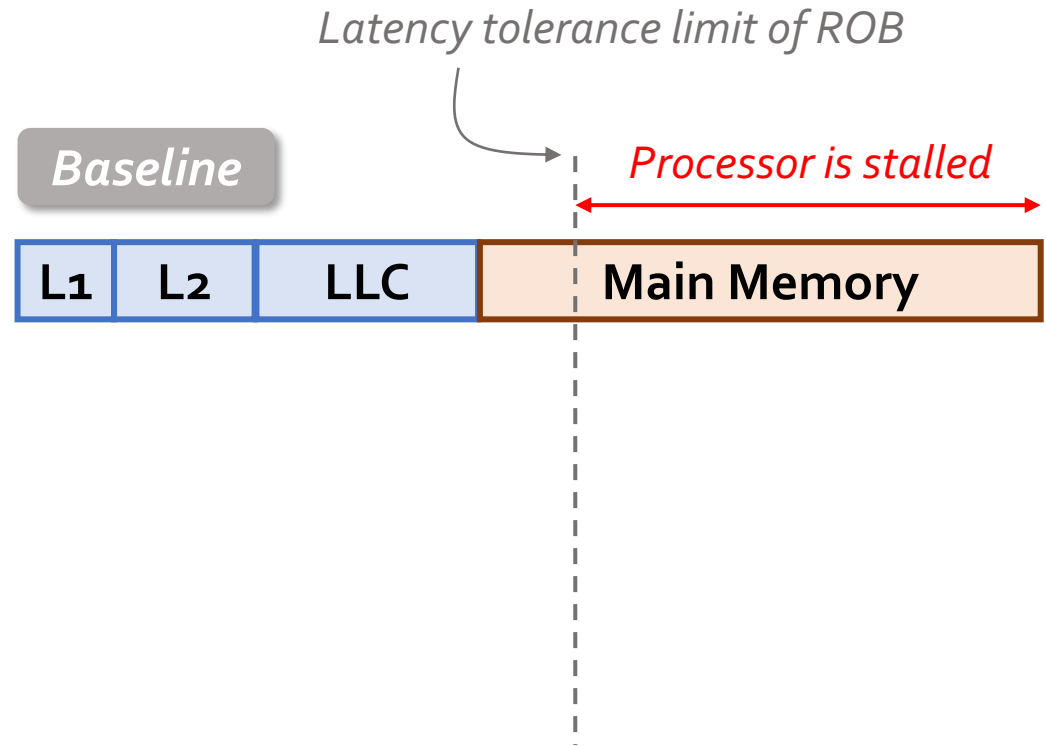 Latency tolerance limit of ROB
Baseline
Processor is stalled
L1 L2 LLC Main Memory